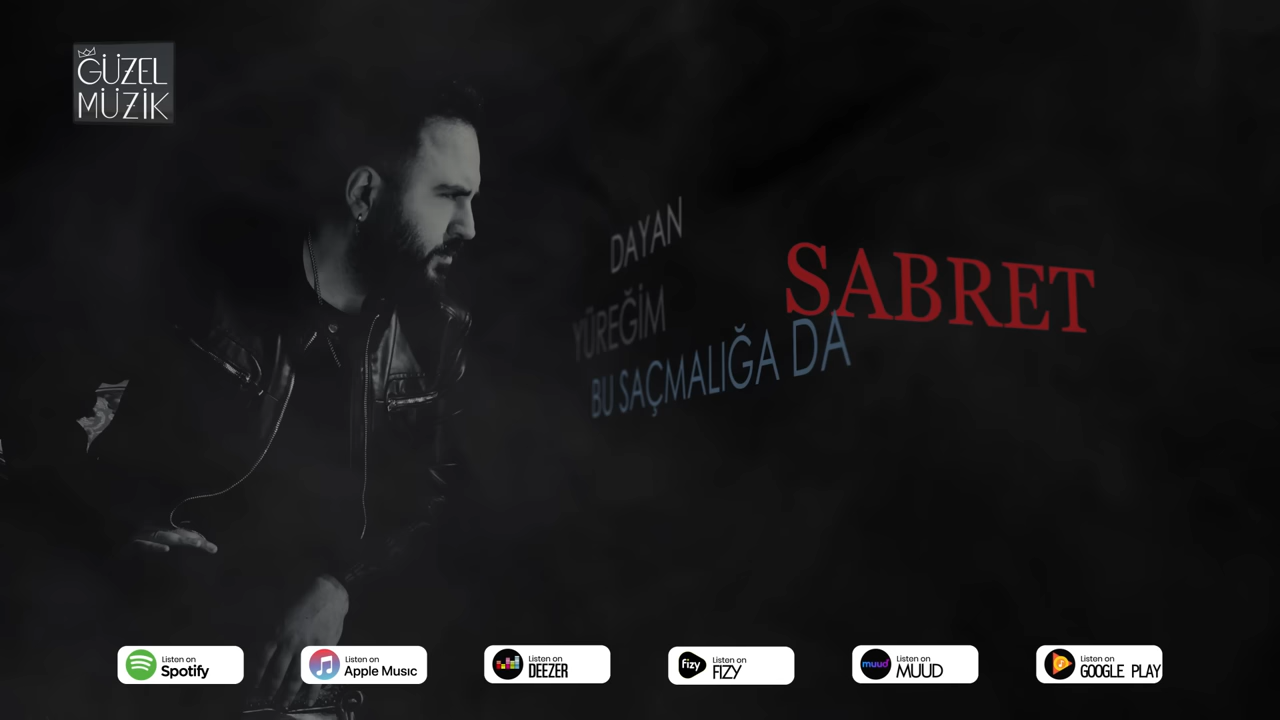 GÜZEL
MÜZİK
DAYAN
YÜREĞİM
BU SAÇMALIĞA DA
SABRET
Listen on
Spotify
Listen on
Apple Music
Listen on
DEEZER
fizy
Listen on
FIZY
muud
Listen on
MUUD
Listen on
GOOGLE PLAY